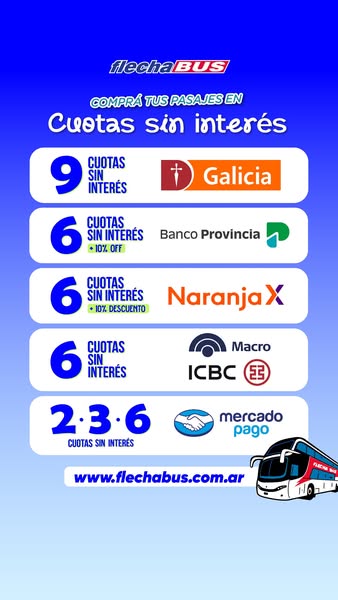 flechaBUS
COMPRÁ TUS PASAJES EN
Cuotas sin interés
9 CUOTAS
SIN
INTERÉS
Galicia
6 CUOTAS
SIN INTERÉS
+ 10% OFF
Banco Provincia
6 CUOTAS
SIN INTERÉS
+ 10% DESCUENTO
Naranja X
6 CUOTAS
SIN
INTERÉS
Macro
ICBC
2·3·6
CUOTAS SIN INTERÉS
mercado
pago
www.flechabus.com.ar